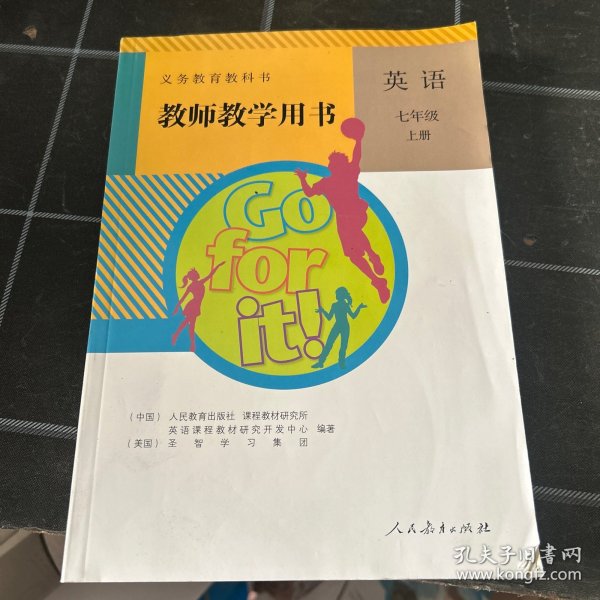 义务教育教科书
教师教学用书
英语
七年级
上册
Go
for
it!
（中国）人民教育出版社 课程教材研究所
英语课程教材研究开发中心 编著
（美国）圣智学习集团
人民教育出版社
孔夫子旧书网
www.kongfz.com